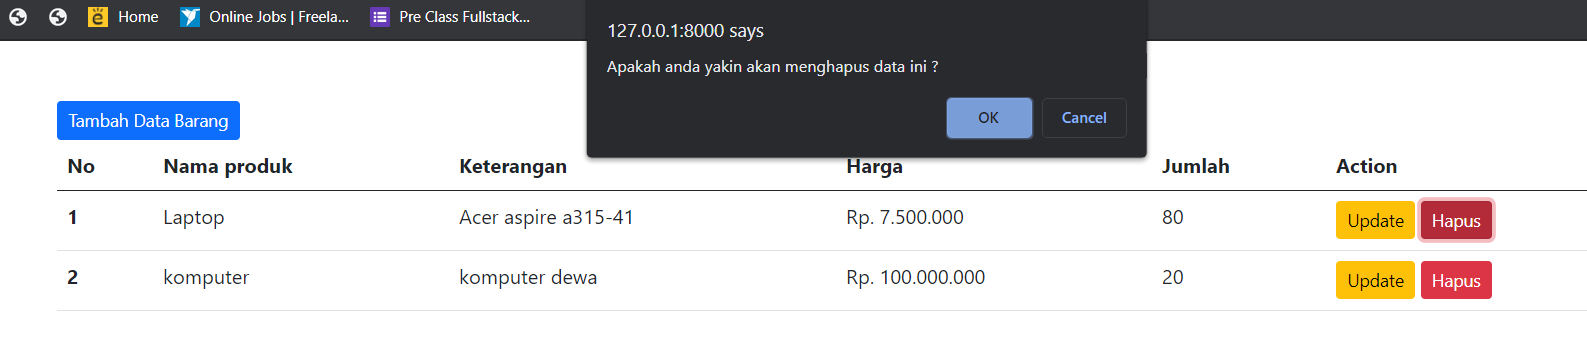 Home Online Jobs | Freela... Pre Class Fullstack...
127.0.0.1:8000 says
Apakah anda yakin akan menghapus data ini ?
OK Cancel
Tambah Data Barang
No Nama produk Keterangan Harga Jumlah Action
1 Laptop Acer aspire a315-41 Rp. 7.500.000 80 Update Hapus
2 komputer komputer dewa Rp. 100.000.000 20 Update Hapus